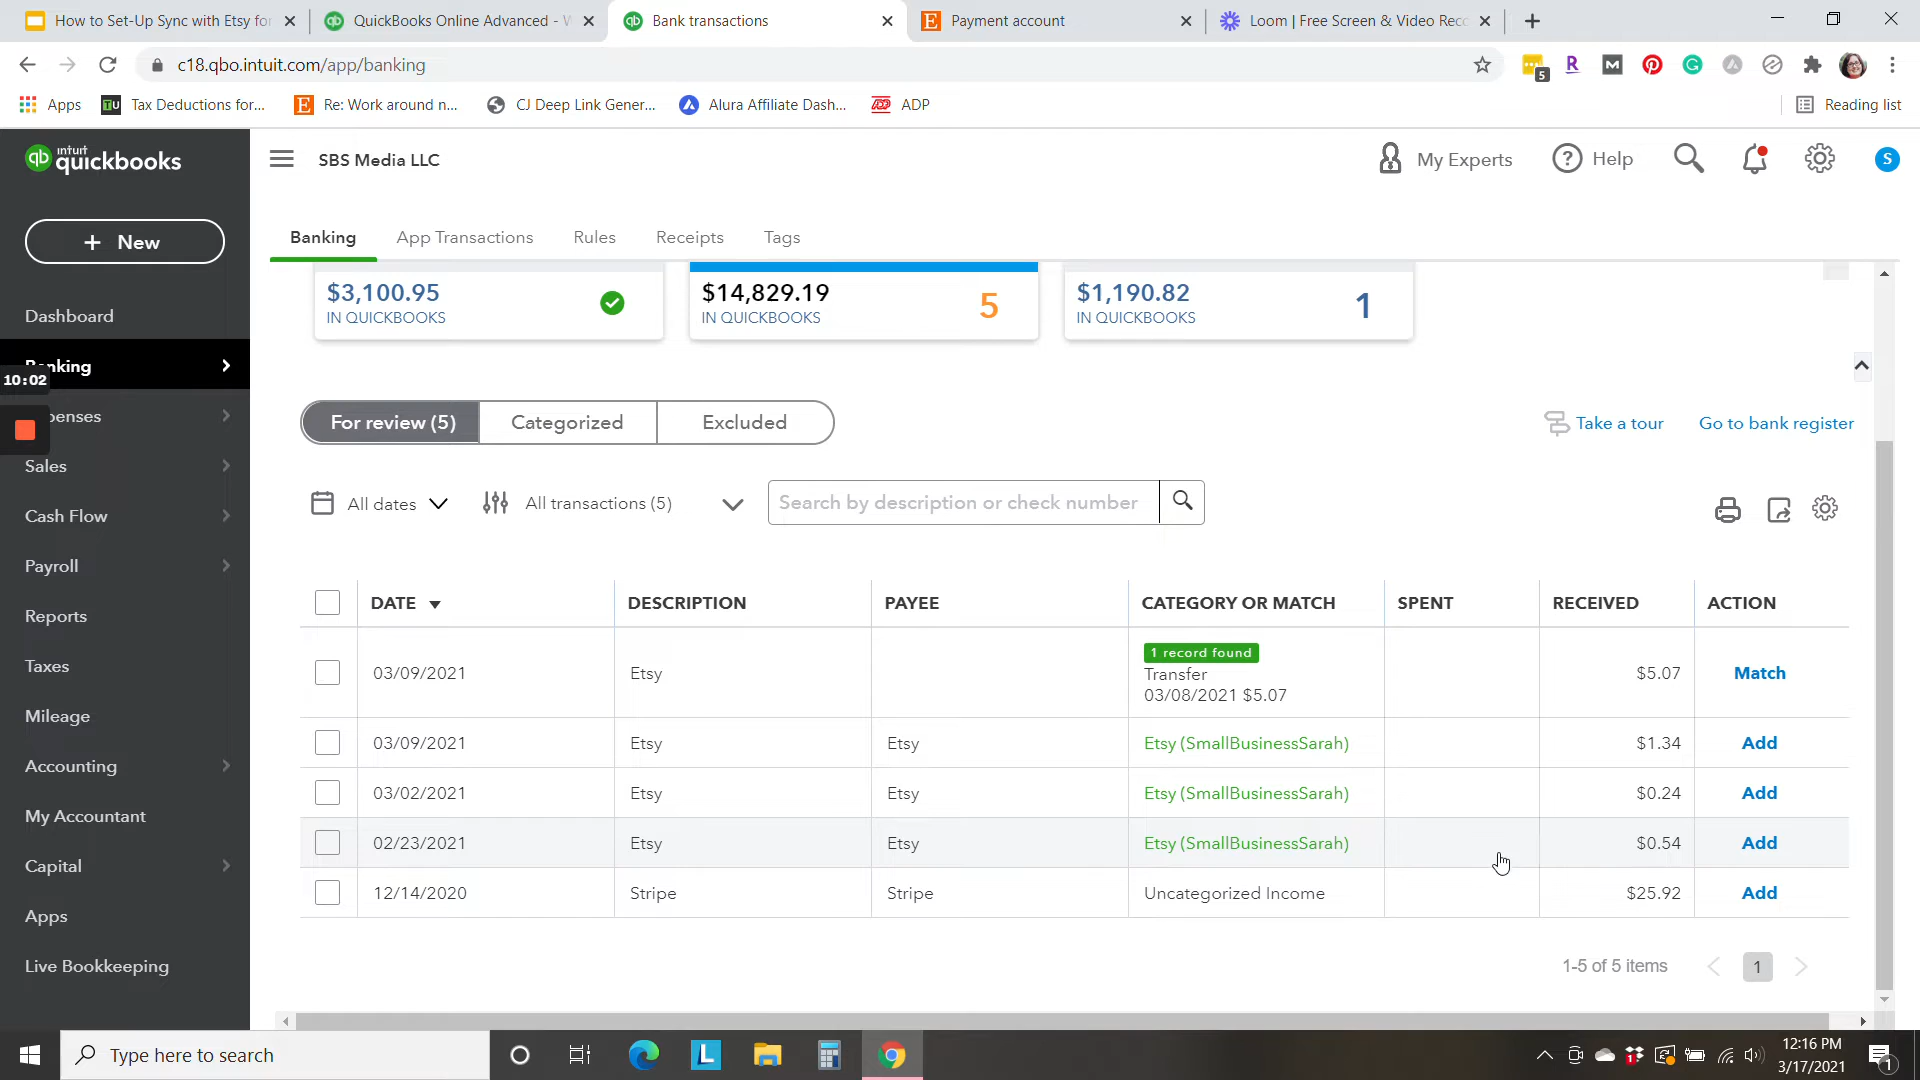 How to Set-Up Sync with Etsy for
QuickBooks Online Advanced - W
Bank transactions
Payment account
Loom | Free Screen & Video Reco
c18.qbo.intuit.com/app/banking
5
Apps
Tax Deductions for...
Re: Work around n...
CJ Deep Link Gener...
Alura Affiliate Dash...
ADP
Reading list
intuit
quickbooks
SBS Media LLC
My Experts
Help
S
+ New
Banking
App Transactions
Rules
Receipts
Tags
$3,100.95
IN QUICKBOOKS
$14,829.19
IN QUICKBOOKS
5
$1,190.82
IN QUICKBOOKS
1
Dashboard
Banking
10:02
penses
Sales
Cash Flow
Payroll
Reports
Taxes
Mileage
Accounting
My Accountant
Capital
Apps
Live Bookkeeping
For review (5)
Categorized
Excluded
Take a tour
Go to bank register
All dates
All transactions (5)
Search by description or check number
DATE
DESCRIPTION
PAYEE
CATEGORY OR MATCH
SPENT
RECEIVED
ACTION
03/09/2021
Etsy
1 record found
Transfer
03/08/2021 $5.07
$5.07
Match
03/09/2021
Etsy
Etsy
Etsy (SmallBusinessSarah)
$1.34
Add
03/02/2021
Etsy
Etsy
Etsy (SmallBusinessSarah)
$0.24
Add
02/23/2021
Etsy
Etsy
Etsy (SmallBusinessSarah)
$0.54
Add
12/14/2020
Stripe
Stripe
Uncategorized Income
$25.92
Add
1-5 of 5 items
1
Type here to search
12:16 PM
3/17/2021
1